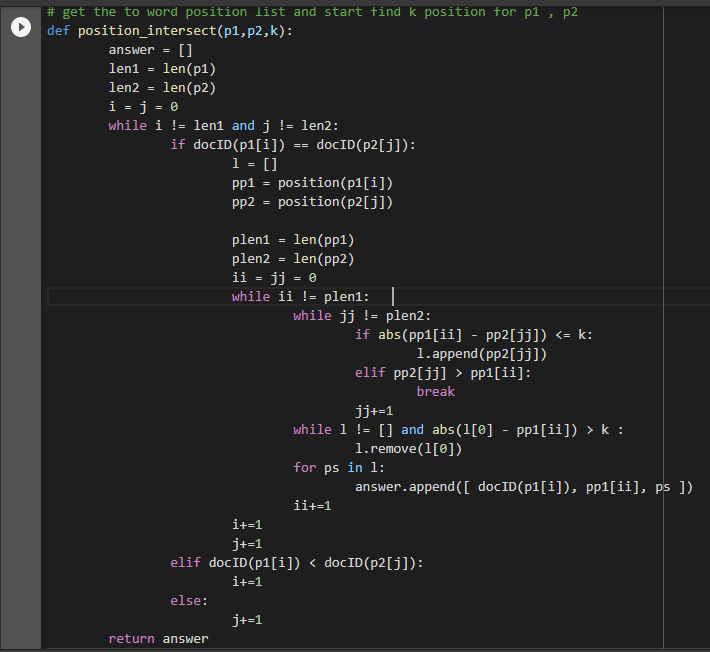 # get the to word position list and start find k position for p1 , p2
def position_intersect(p1,p2,k):
        answer = []
        len1 = len(p1)
        len2 = len(p2)
        i = j = 0
        while i != len1 and j != len2:
                if docID(p1[i]) == docID(p2[j]):
                        l = []
                        pp1 = position(p1[i])
                        pp2 = position(p2[j])

                        plen1 = len(pp1)
                        plen2 = len(pp2)
                        ii = jj = 0
                        while ii != plen1:
                                while jj != plen2:
                                        if abs(pp1[ii] - pp2[jj]) <= k:
                                                l.append(pp2[jj])
                                        elif pp2[jj] > pp1[ii]:
                                                break
                                        jj+=1
                                while l != [] and abs(l[0] - pp1[ii]) > k :
                                        l.remove(l[0])
                                for ps in l:
                                        answer.append([ docID(p1[i]), pp1[ii], ps ])
                                ii+=1
                        i+=1
                        j+=1
                elif docID(p1[i]) < docID(p2[j]):
                        i+=1
                else:
                        j+=1
        return answer